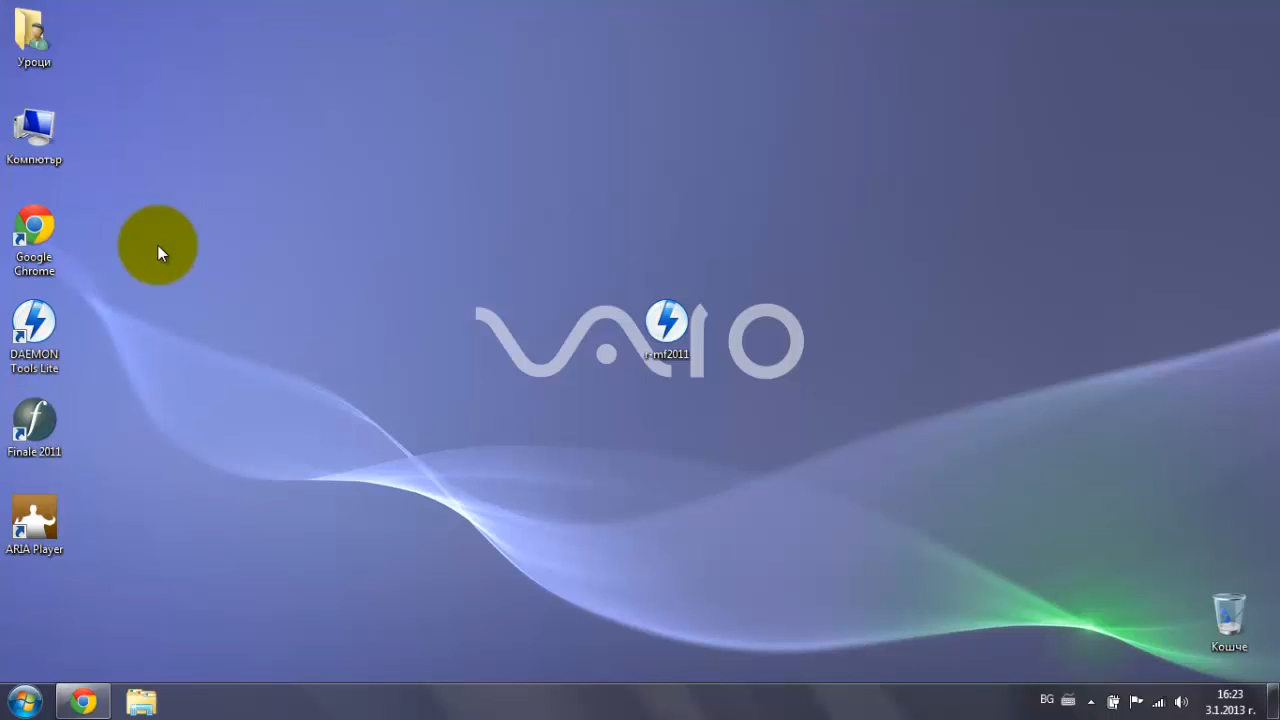 Уроци
Компютър
Google
Chrome
DAEMON
Tools Lite
Finale 2011
ARIA Player
VAIO
r-mf2011
Кошче
BG
16:23
3.1.2013 г.